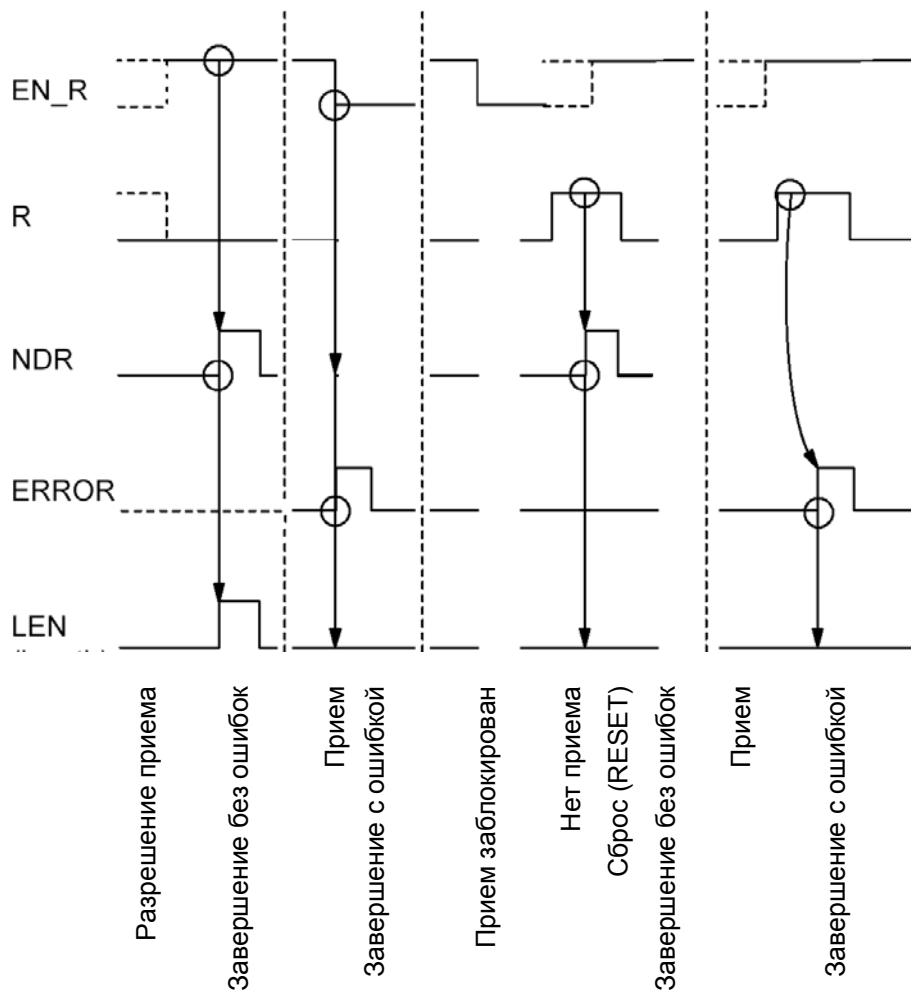 EN_R
R
NDR
ERROR
LEN
Разрешение приема
Завершение без ошибок
Прием
Завершение с ошибкой
Прием заблокирован
Нет приема
Сброс (RESET)
Завершение без ошибок
Прием
Завершение с ошибкой